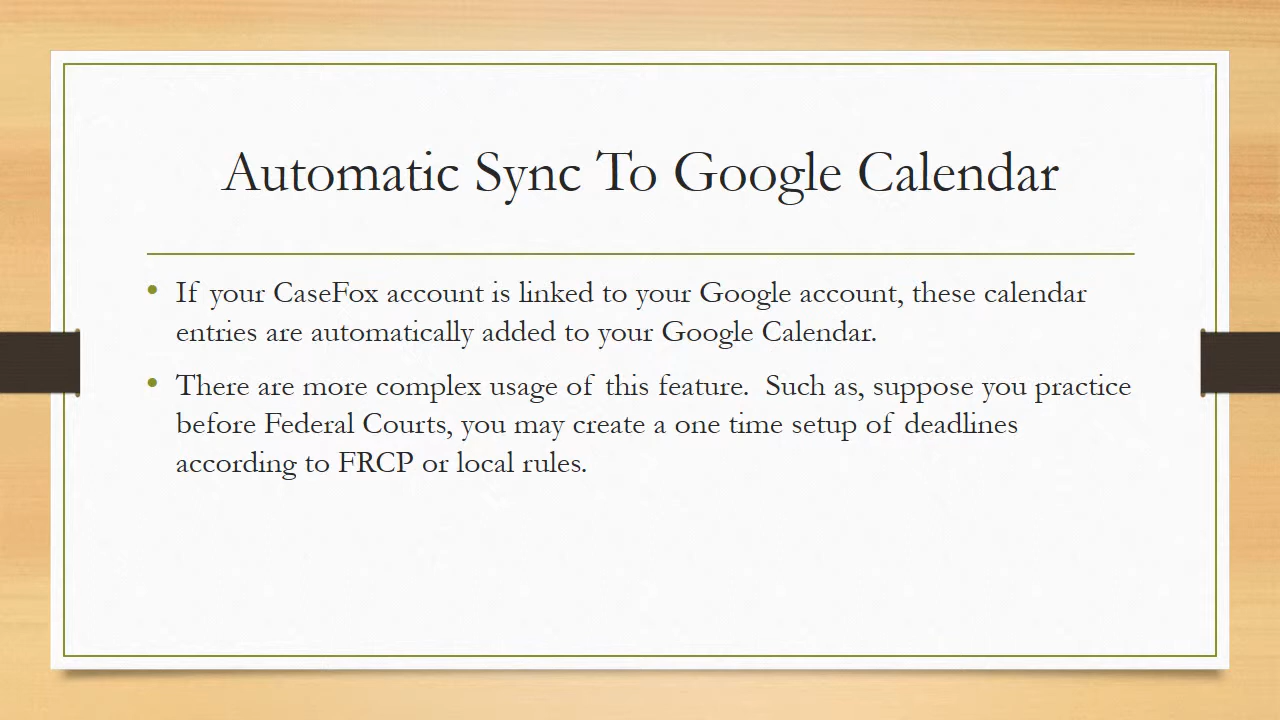 Automatic Sync To Google Calendar
• If your CaseFox account is linked to your Google account, these calendar
entries are automatically added to your Google Calendar.
• There are more complex usage of this feature.  Such as, suppose you practice
before Federal Courts, you may create a one time setup of deadlines
according to FRCP or local rules.